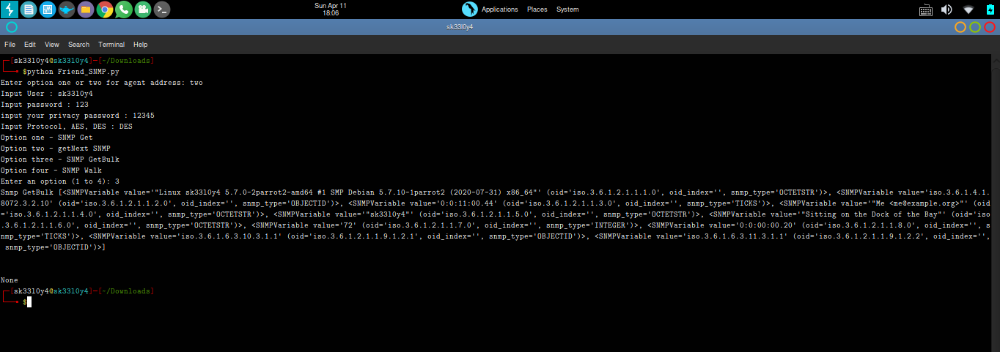 Sun Apr 11
18:06
Applications Places System
sk33l0y4
File Edit View Search Terminal Help
[sk33l0y4@sk33l0y4]-[~/Downloads]
$python Friend_SNMP.py
Enter option one or two for agent address: two
Input User : sk33l0y4
Input password : 123
input your privacy password : 12345
Input Protocol, AES, DES : DES
Option one - SNMP Get
Option two - getNext SNMP
Option three - SNMP GetBulk
Option four - SNMP Walk
Enter an option (1 to 4): 3
Snmp GetBulk [<SNMPVariable value='"Linux sk33l0y4 5.7.0-2parrot2-amd64 #1 SMP Debian 5.7.10-1parrot2 (2020-07-31) x86_64"' (oid='iso.3.6.1.2.1.1.1.0', oid_index='', snmp_type='OCTETSTR')>, <SNMPVariable value='iso.3.6.1.4.1.
8072.3.2.10' (oid='iso.3.6.1.2.1.1.2.0', oid_index='', snmp_type='OBJECTID')>, <SNMPVariable value='0:0:11:00.44' (oid='iso.3.6.1.2.1.1.3.0', oid_index='', snmp_type='TICKS')>, <SNMPVariable value='"Me <me@example.org>"' (oid
='iso.3.6.1.2.1.1.4.0', oid_index='', snmp_type='OCTETSTR')>, <SNMPVariable value='"sk33l0y4"' (oid='iso.3.6.1.2.1.1.5.0', oid_index='', snmp_type='OCTETSTR')>, <SNMPVariable value='"Sitting on the Dock of the Bay"' (oid='iso
.3.6.1.2.1.1.6.0', oid_index='', snmp_type='OCTETSTR')>, <SNMPVariable value='72' (oid='iso.3.6.1.2.1.1.7.0', oid_index='', snmp_type='INTEGER')>, <SNMPVariable value='0:0:00:00.20' (oid='iso.3.6.1.2.1.1.8.0', oid_index='', s
nmp_type='TICKS')>, <SNMPVariable value='iso.3.6.1.6.3.10.3.1.1' (oid='iso.3.6.1.2.1.1.9.1.2.1', oid_index='', snmp_type='OBJECTID')>, <SNMPVariable value='iso.3.6.1.6.3.11.3.1.1' (oid='iso.3.6.1.2.1.1.9.1.2.2', oid_index='',
snmp_type='OBJECTID')>]
None
[sk33l0y4@sk33l0y4]-[~/Downloads]
$